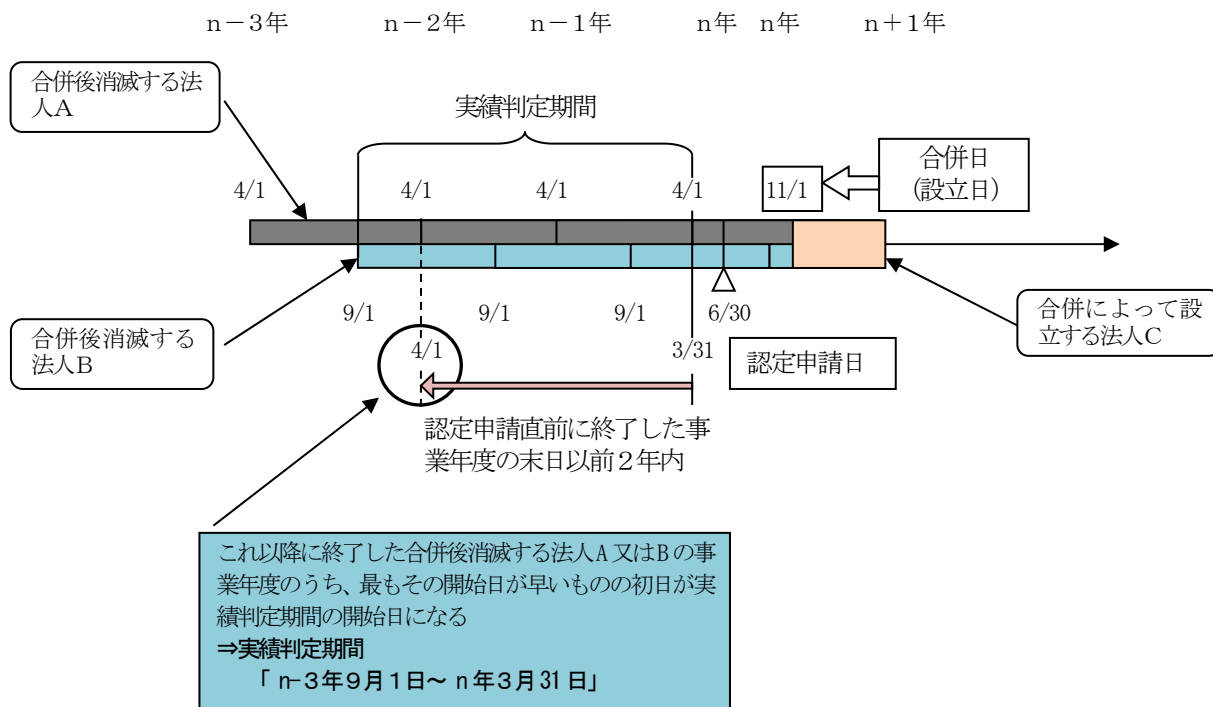 n－3年 n－2年 n－1年 n年 n年 n＋1年
合併後消滅する法
人A
実績判定期間
合併日
(設立日)
4/1 4/1 4/1 4/1 11/1
9/1 9/1 9/1 6/30
合併後消滅する
法人B
4/1 3/31
認定申請日
合併によって設
立する法人C
認定申請直前に終了した事
業年度の末日以前２年内
これ以降に終了した合併後消滅する法人A又はBの事
業年度のうち、最もその開始日が早いものの初日が実
績判定期間の開始日になる
⇒実績判定期間
「 n-３年９月１日～ n 年３月 31 日」